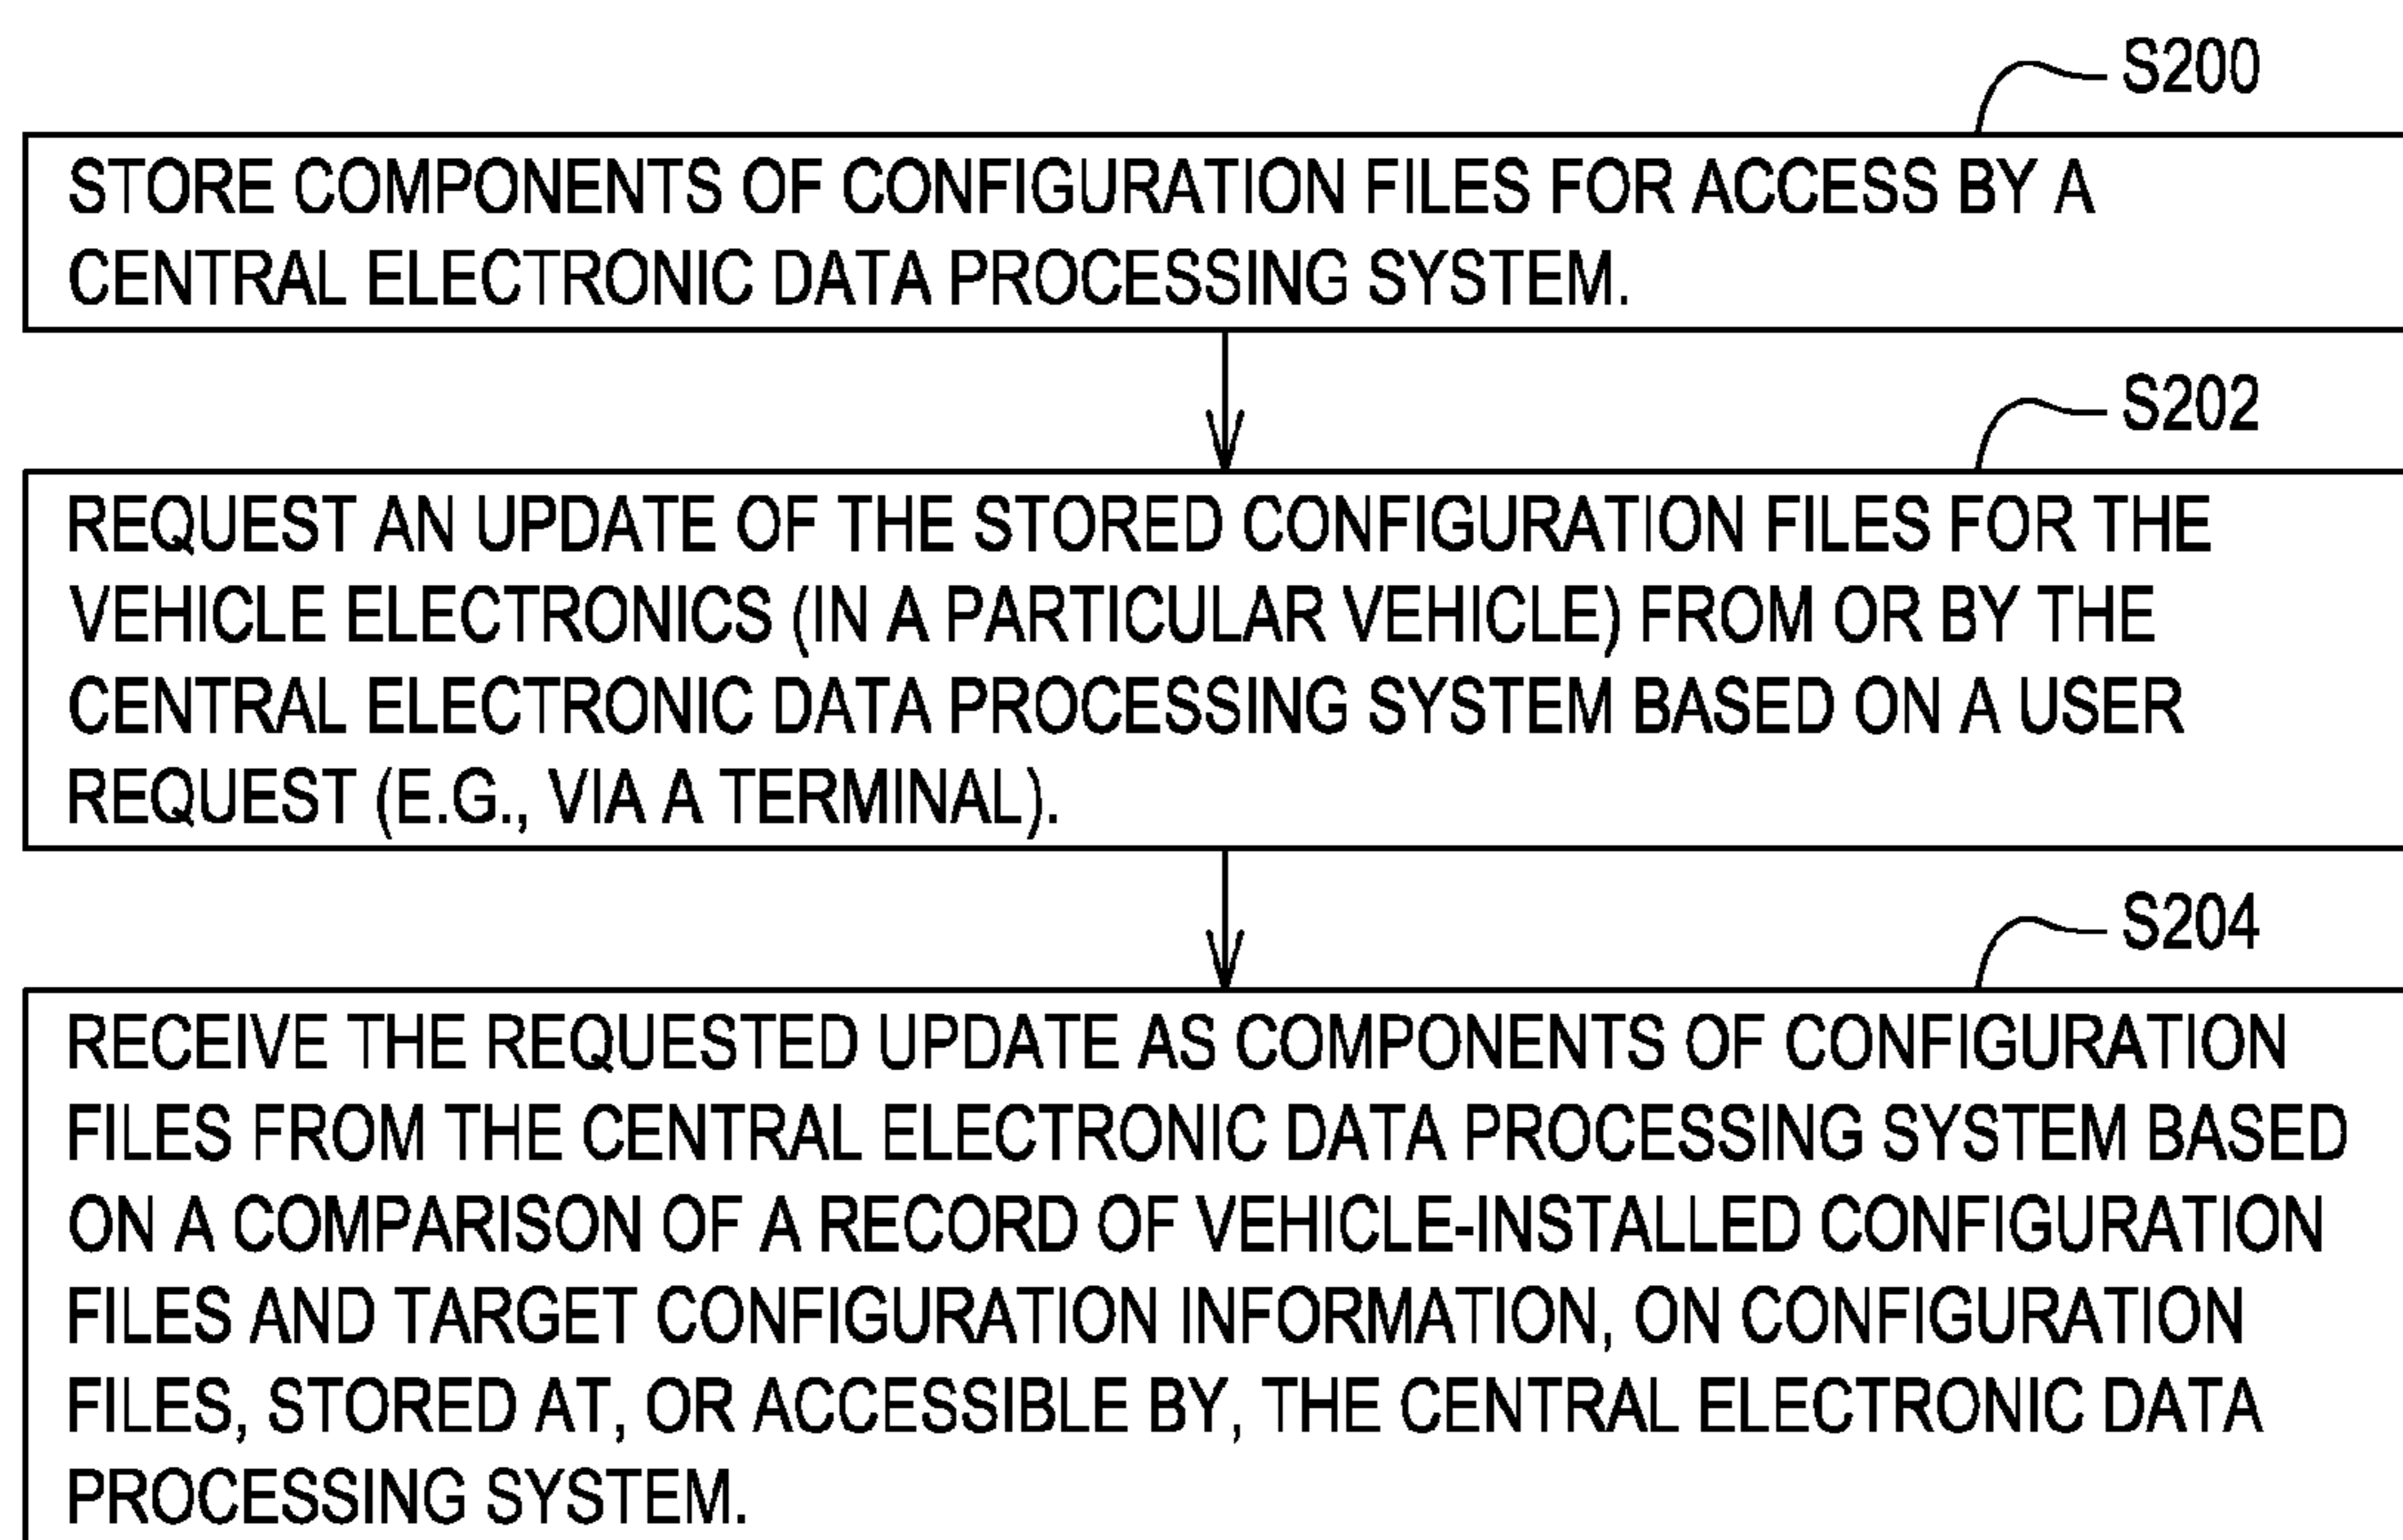 S200
STORE COMPONENTS OF CONFIGURATION FILES FOR ACCESS BY A
CENTRAL ELECTRONIC DATA PROCESSING SYSTEM.
S202
REQUEST AN UPDATE OF THE STORED CONFIGURATION FILES FOR THE
VEHICLE ELECTRONICS (IN A PARTICULAR VEHICLE) FROM OR BY THE
CENTRAL ELECTRONIC DATA PROCESSING SYSTEM BASED ON A USER
REQUEST (E.G., VIA A TERMINAL).
S204
RECEIVE THE REQUESTED UPDATE AS COMPONENTS OF CONFIGURATION
FILES FROM THE CENTRAL ELECTRONIC DATA PROCESSING SYSTEM BASED
ON A COMPARISON OF A RECORD OF VEHICLE-INSTALLED CONFIGURATION
FILES AND TARGET CONFIGURATION INFORMATION, ON CONFIGURATION
FILES, STORED AT, OR ACCESSIBLE BY, THE CENTRAL ELECTRONIC DATA
PROCESSING SYSTEM.